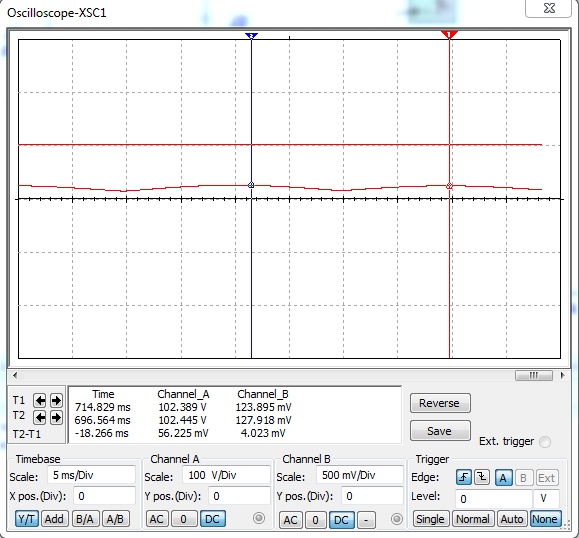 Oscilloscope-XSC1
2 1
T1
T2
T2-T1
Time Channel_A Channel_B
714.829 ms 102.389 V 123.895 mV
696.564 ms 102.445 V 127.918 mV
-18.266 ms 56.225 mV 4.023 mV
Reverse
Save
Ext. trigger
Timebase
Scale: 5 ms/Div
X pos.(Div): 0
Y/T Add B/A A/B
Channel A
Scale: 100 V/Div
Y pos.(Div): 0
AC 0 DC
Channel B
Scale: 500 mV/Div
Y pos.(Div): 0
AC 0 DC -
Trigger
Edge: A B Ext
Level: 0 V
Single Normal Auto None